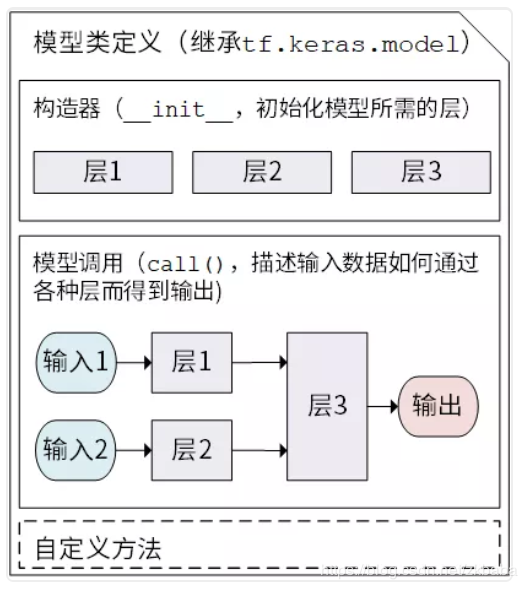 模型类定义（继承tf.keras.model）
构造器（__init__，初始化模型所需的层）
层1 层2 层3
模型调用（call()，描述输入数据如何通过
各种层而得到输出)
输入1 层1
层3 输出
输入2 层2
自定义方法